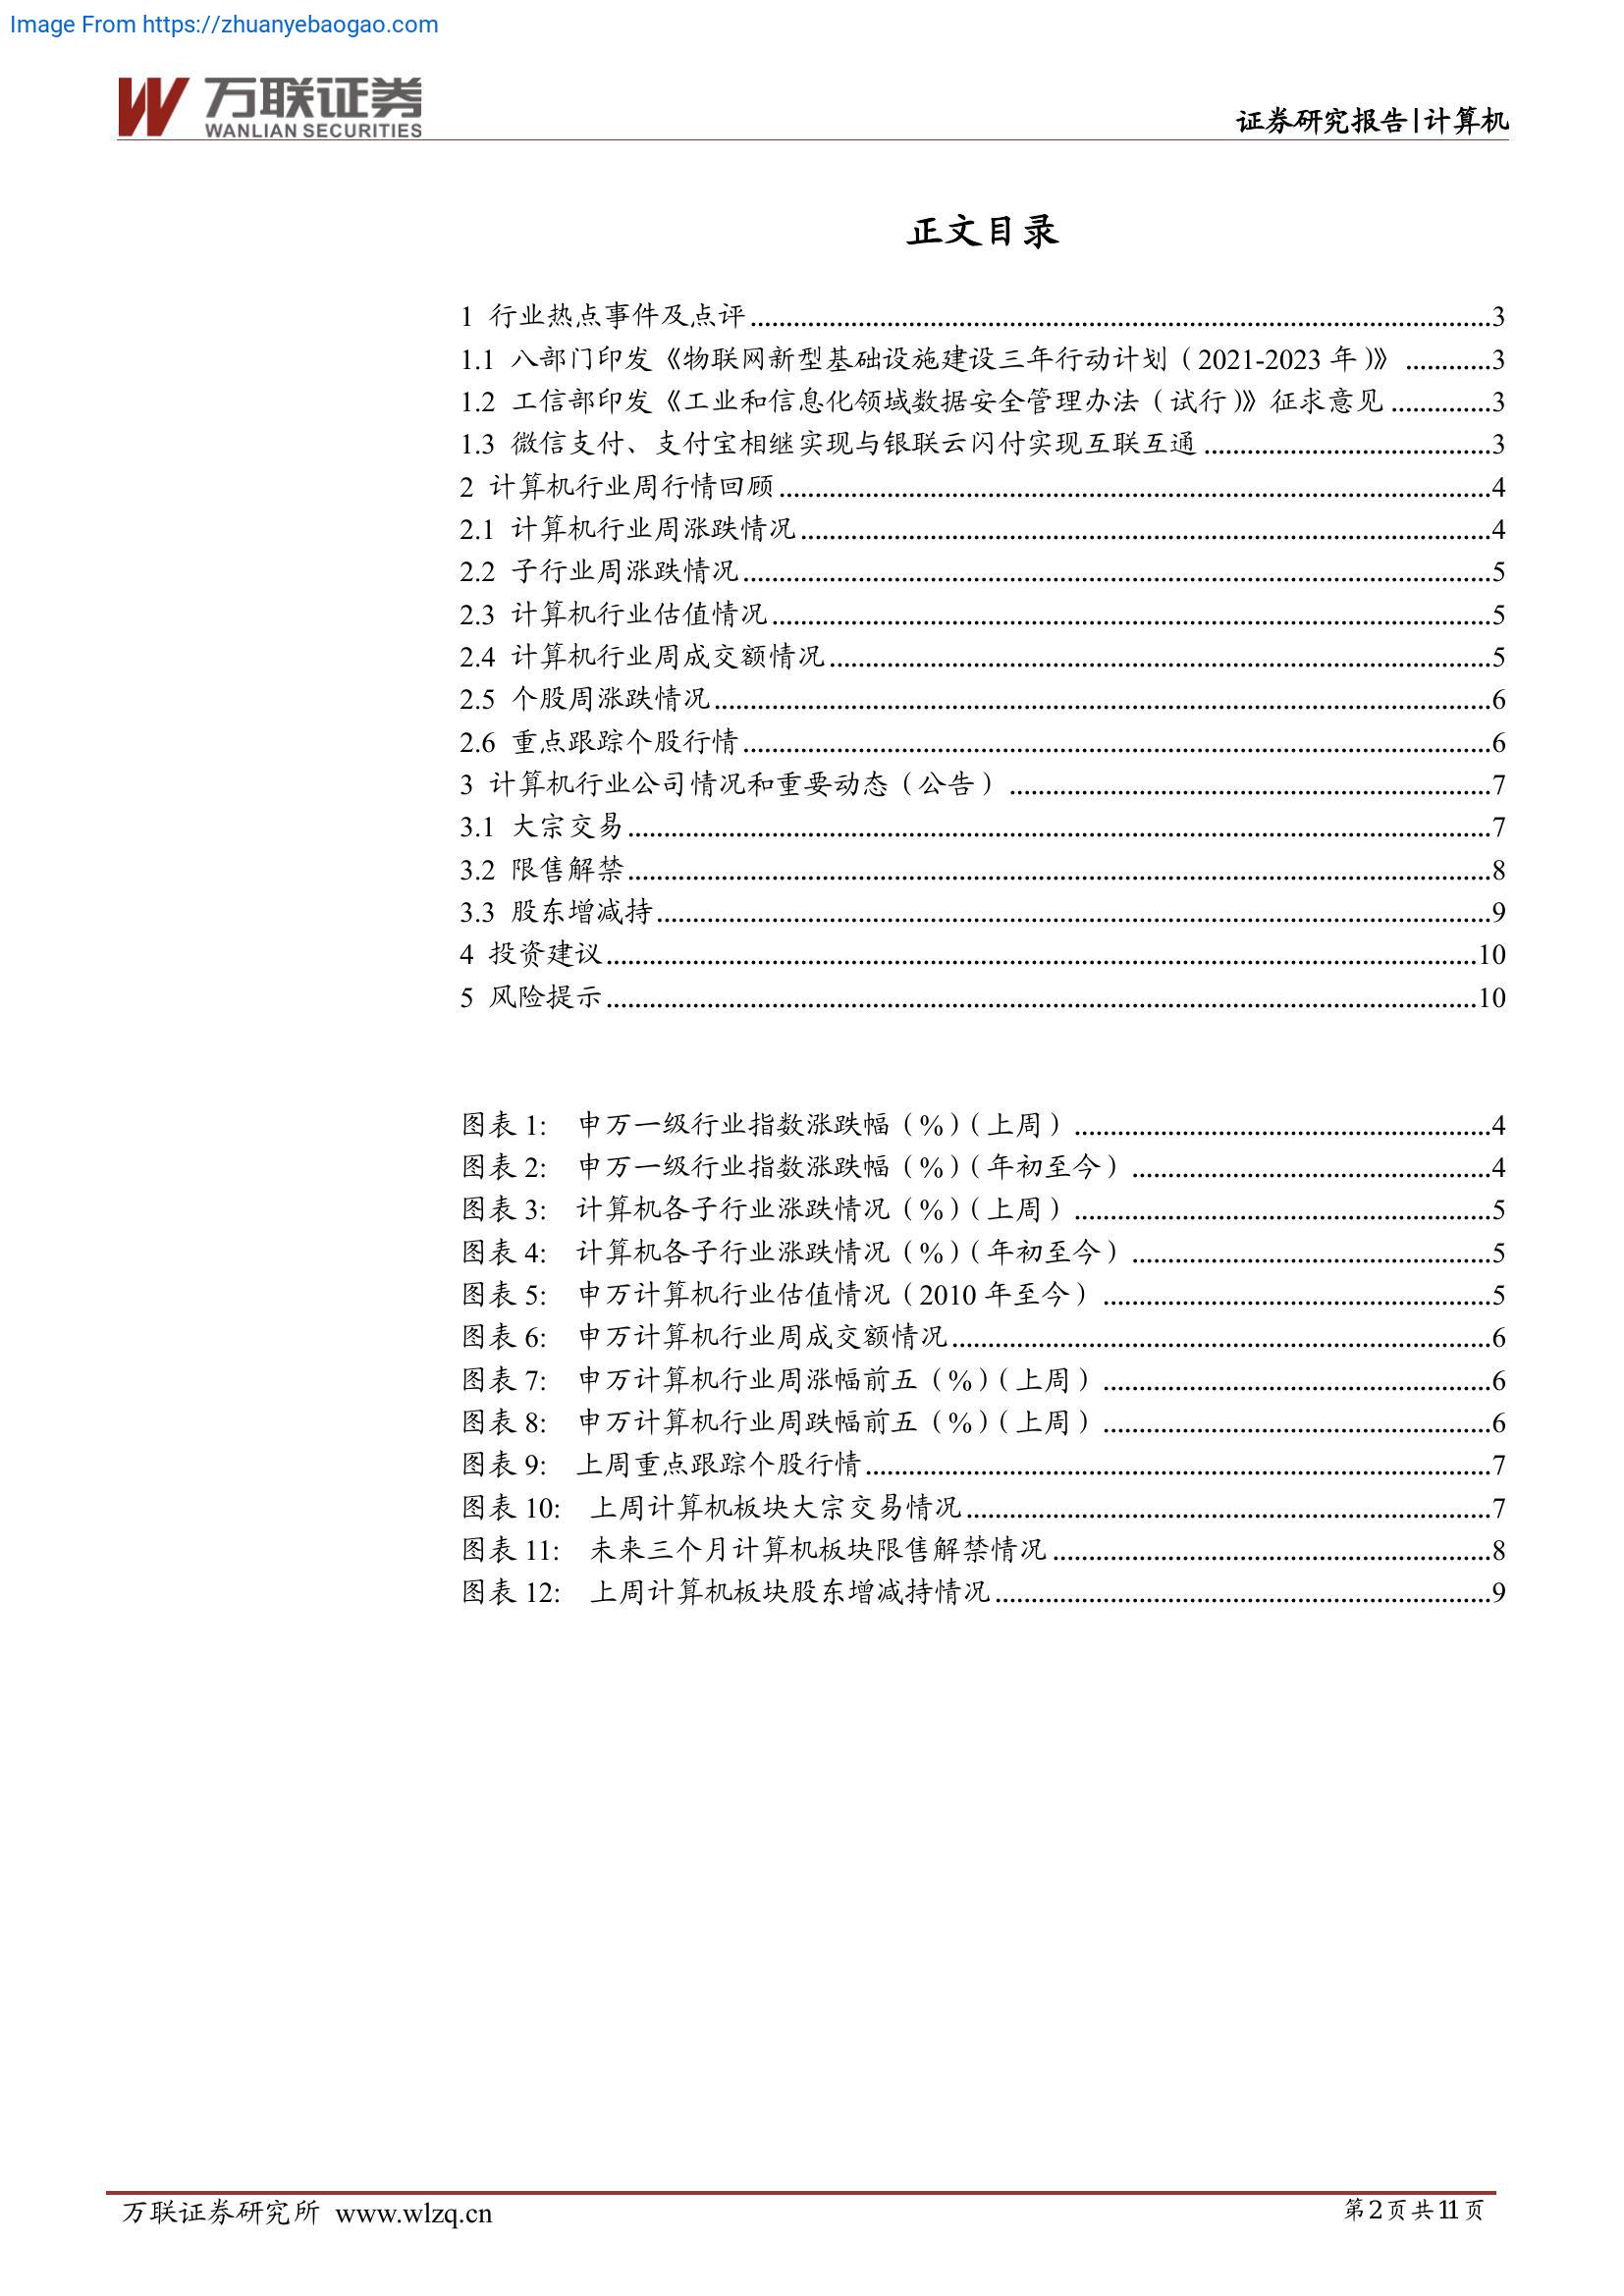 Image From https://zhuanyebaogao.com
万联证券
WANLIAN SECURITIES
证券研究报告|计算机
正文目录
1 行业热点事件及点评.......................................................................................................3
1.1 八部门印发《物联网新型基础设施建设三年行动计划（2021-2023 年）》............3
1.2 工信部印发《工业和信息化领域数据安全管理办法（试行）》征求意见..............3
1.3 微信支付、支付宝相继实现与银联云闪付实现互联互通........................................3
2 计算机行业周行情回顾...................................................................................................4
2.1 计算机行业周涨跌情况................................................................................................4
2.2 子行业周涨跌情况........................................................................................................5
2.3 计算机行业估值情况....................................................................................................5
2.4 计算机行业周成交额情况............................................................................................5
2.5 个股周涨跌情况............................................................................................................6
2.6 重点跟踪个股行情........................................................................................................6
3 计算机行业公司情况和重要动态（公告）...................................................................7
3.1 大宗交易........................................................................................................................7
3.2 限售解禁........................................................................................................................8
3.3 股东增减持....................................................................................................................9
4 投资建议.........................................................................................................................10
5 风险提示.........................................................................................................................10
图表 1: 申万一级行业指数涨跌幅（%）（上周）..........................................................4
图表 2: 申万一级行业指数涨跌幅（%）（年初至今）..................................................4
图表 3: 计算机各子行业涨跌情况（%）（上周）..........................................................5
图表 4: 计算机各子行业涨跌情况（%）（年初至今）..................................................5
图表 5: 申万计算机行业估值情况（2010 年至今）......................................................5
图表 6: 申万计算机行业周成交额情况...........................................................................6
图表 7: 申万计算机行业周涨幅前五（%）（上周）......................................................6
图表 8: 申万计算机行业周跌幅前五（%）（上周）......................................................6
图表 9: 上周重点跟踪个股行情.......................................................................................7
图表 10: 上周计算机板块大宗交易情况.........................................................................7
图表 11: 未来三个月计算机板块限售解禁情况.............................................................8
图表 12: 上周计算机板块股东增减持情况.....................................................................9
万联证券研究所 www.wlzq.cn
第 2 页 共 11 页